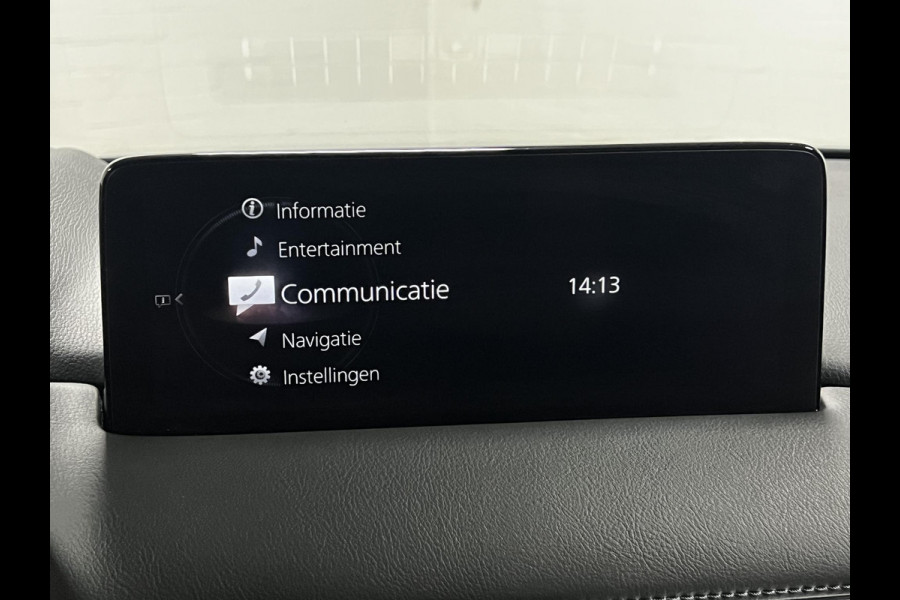 Informatie
Entertainment
Communicatie
14:13
Navigatie
Instellingen